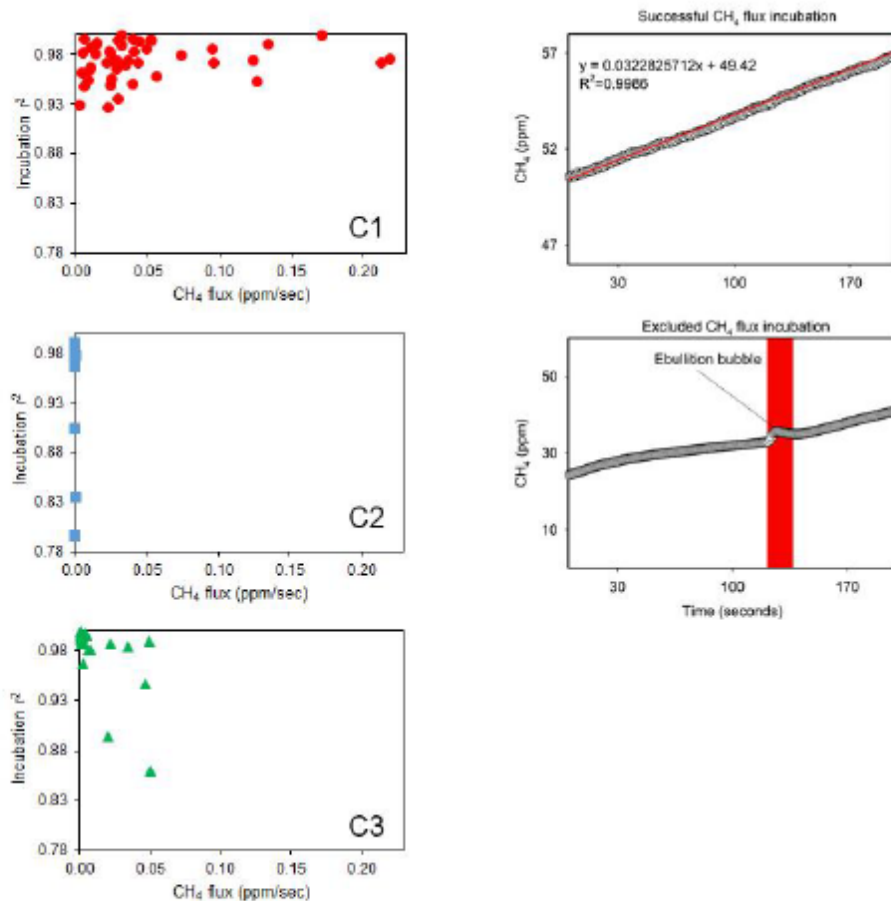 0.98
0.93
0.88
0.83
0.78
Incubation r²
C1
0.00 0.05 0.10 0.15 0.20
CH₄ flux (ppm/sec)
0.98
0.93
0.88
0.83
0.78
Incubation r²
C2
0.00 0.05 0.10 0.15 0.20
CH₄ flux (ppm/sec)
0.98
0.93
0.88
0.83
0.78
Incubation r²
C3
0.00 0.05 0.10 0.15 0.20
CH₄ flux (ppm/sec)
Successful CH₄ flux incubation
57
52
47
CH₄ (ppm)
y = 0.0322825712x + 49.42
R²=0.9986
30 100 170
Excluded CH₄ flux incubation
Ebullition bubble
50
30
10
CH₄ (ppm)
30 100 170
Time (seconds)